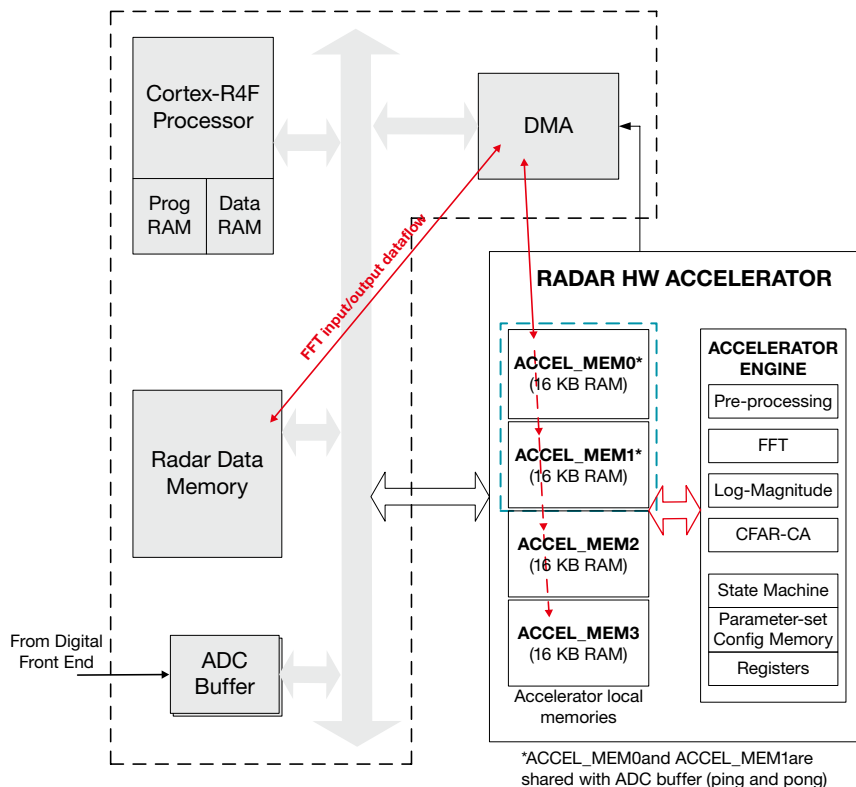 Cortex-R4F
Processor
Prog
RAM
Data
RAM
DMA
FFT input/output dataflow
Radar Data
Memory
From Digital
Front End
ADC
Buffer
RADAR HW ACCELERATOR
ACCEL_MEM0*
(16 KB RAM)
ACCEL_MEM1*
(16 KB RAM)
ACCEL_MEM2
(16 KB RAM)
ACCEL_MEM3
(16 KB RAM)
Accelerator local
memories
ACCELERATOR
ENGINE
Pre-processing
FFT
Log-Magnitude
CFAR-CA
State Machine
Parameter-set
Config Memory
Registers
*ACCEL_MEM0and ACCEL_MEM1are
shared with ADC buffer (ping and pong)